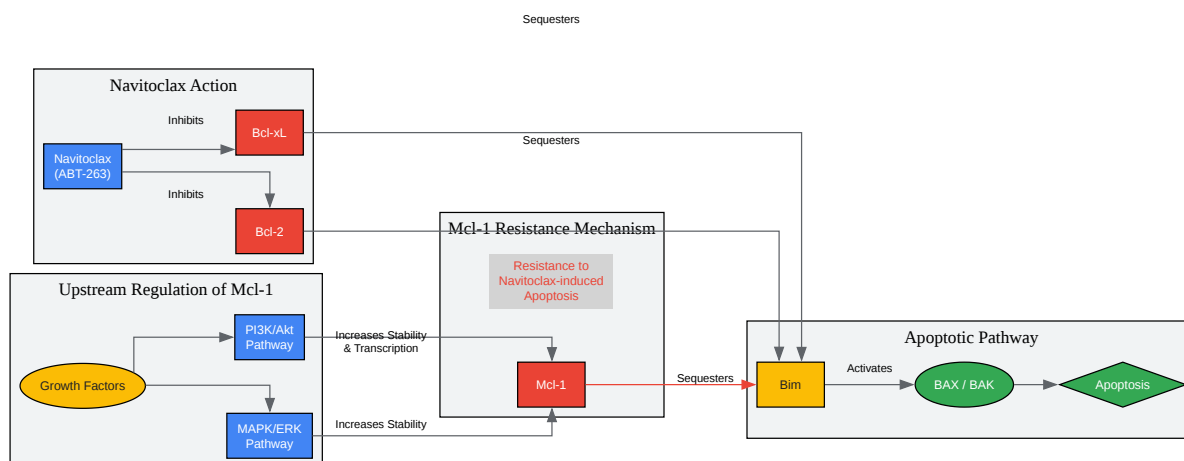 Sequesters
Navitoclax Action
Inhibits
Bcl-xL
Sequesters
Navitoclax
(ABT-263)
Inhibits
Bcl-2
Mcl-1 Resistance Mechanism
Resistance to
Navitoclax-induced
Apoptosis
Upstream Regulation of Mcl-1
PI3K/Akt
Pathway
Increases Stability
& Transcription
Growth Factors
MAPK/ERK
Pathway
Increases Stability
Mcl-1
Sequesters
Apoptotic Pathway
Bim
Activates
BAX / BAK
Apoptosis